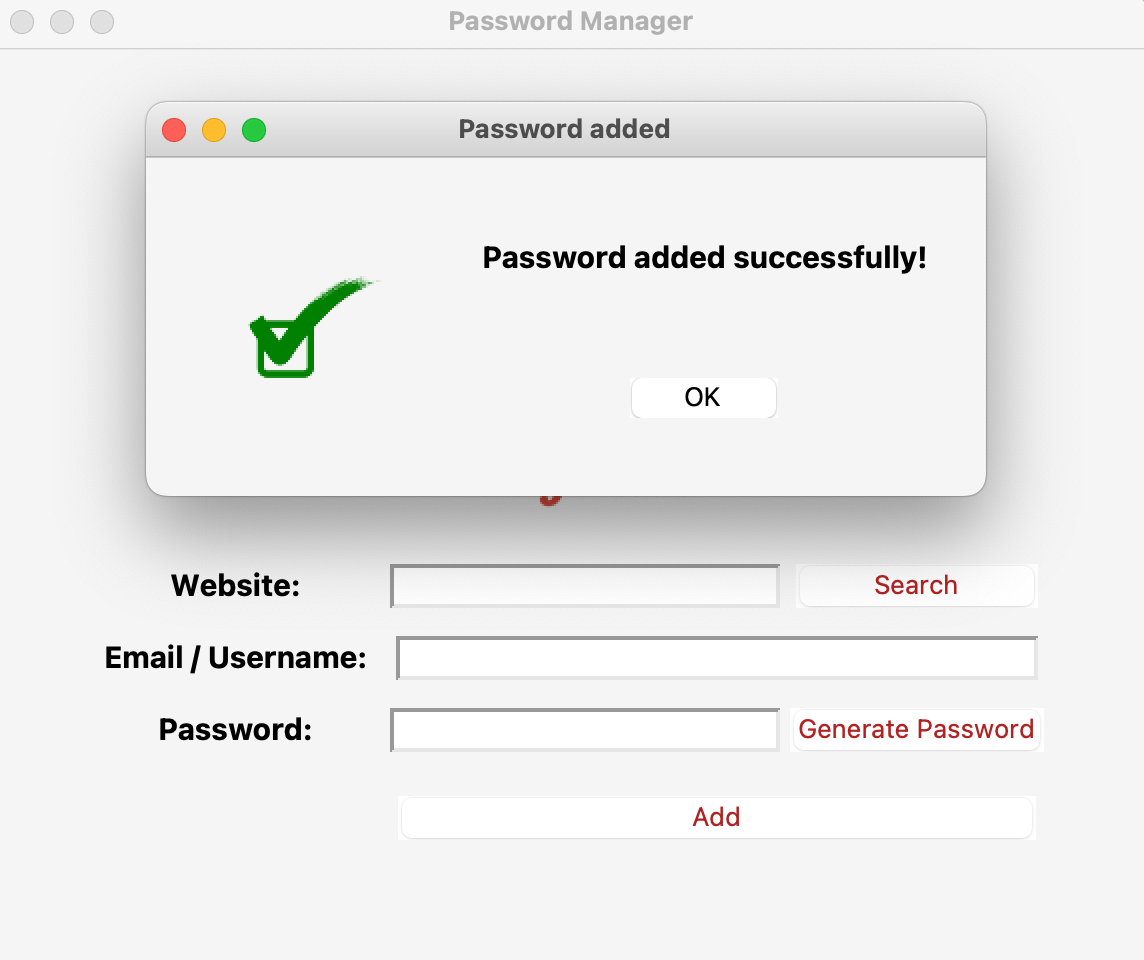 Password Manager
Password added
Password added successfully!
OK
Website:
Search
Email / Username:
Password:
Generate Password
Add